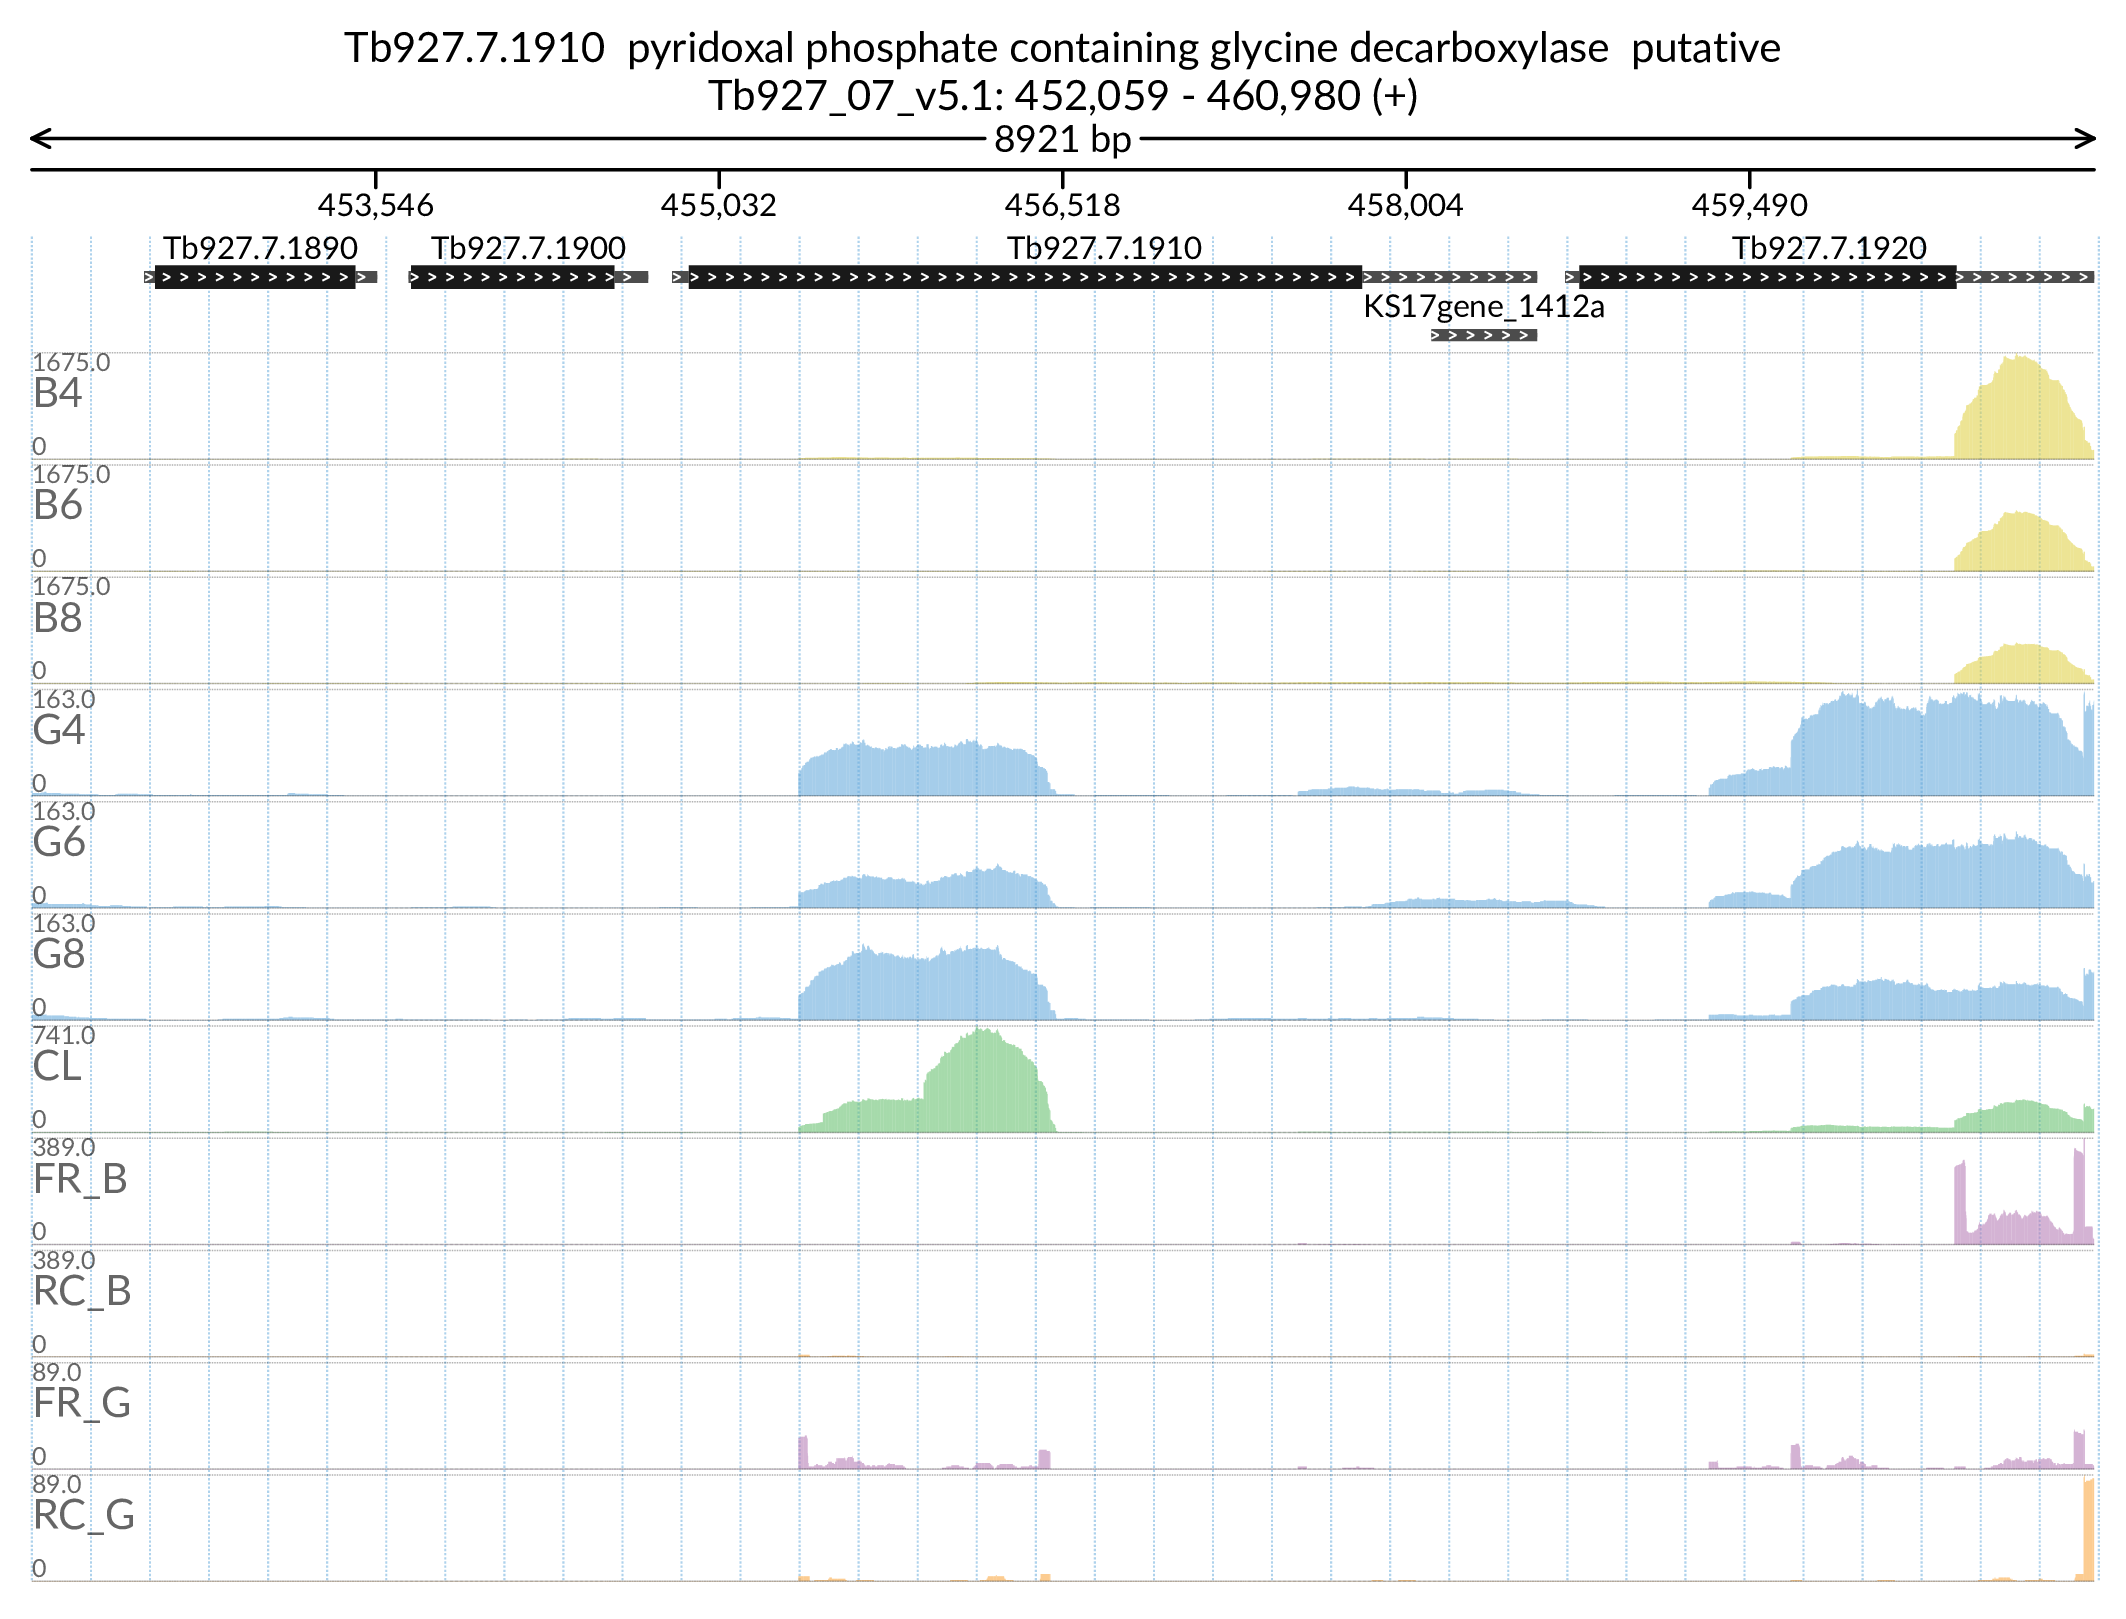 Tb927.7.1910  pyridoxal phosphate containing glycine decarboxylase  putative
Tb927_07_v5.1: 452,059 - 460,980 (+)
8921 bp
453,546 455,032 456,518 458,004 459,490
Tb927.7.1890 Tb927.7.1900 Tb927.7.1910 Tb927.7.1920
KS17gene_1412a
1675.0
B4
0
1675.0
B6
0
1675.0
B8
0
163.0
G4
0
163.0
G6
0
163.0
G8
0
741.0
CL
0
389.0
FR_B
0
389.0
RC_B
0
89.0
FR_G
0
89.0
RC_G
0